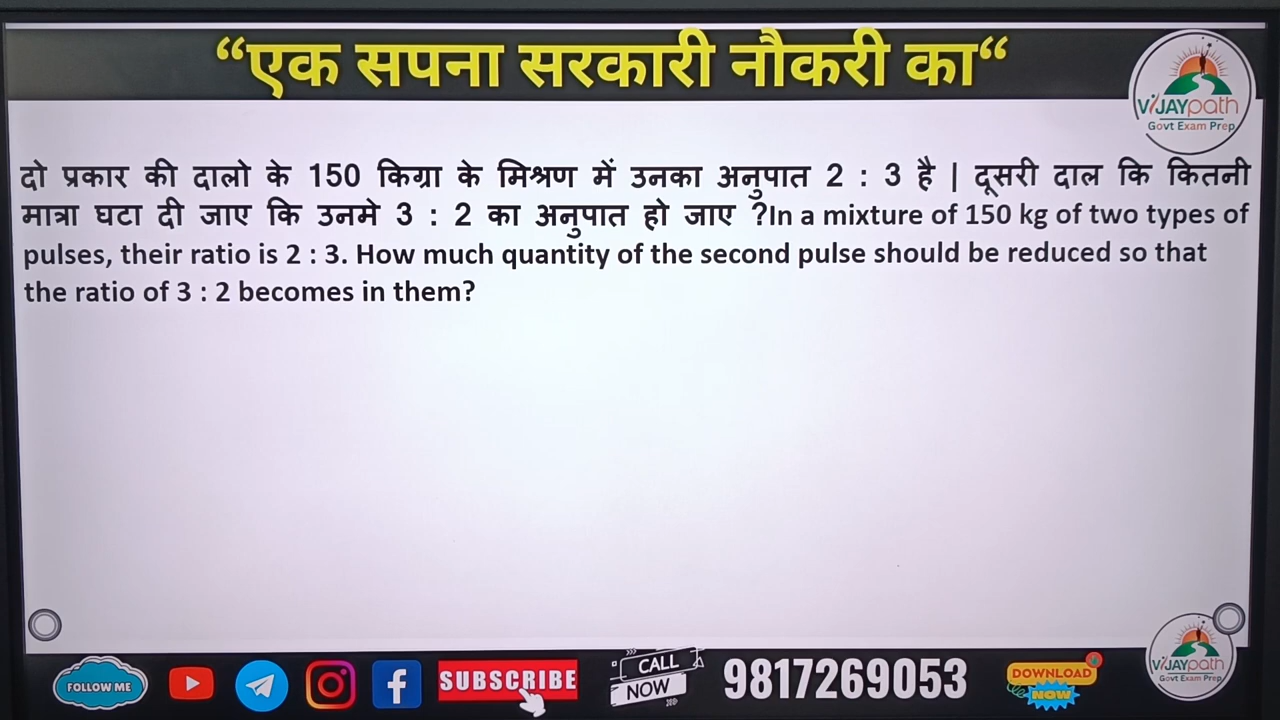 “एक सपना सरकारी नौकरी का“
ViJAYpath
Govt Exam Prep
दो प्रकार की दालो के 150 किग्रा के मिश्रण में उनका अनुपात 2 : 3 है | दूसरी दाल कि कितनी
मात्रा घटा दी जाए कि उनमे 3 : 2 का अनुपात हो जाए ?In a mixture of 150 kg of two types of
pulses, their ratio is 2 : 3. How much quantity of the second pulse should be reduced so that
the ratio of 3 : 2 becomes in them?
FOLLOW ME
SUBSCRIBE
CALL
NOW
9817269053
DOWNLOAD
NOW
ViJAYpath
Govt Exam Prep